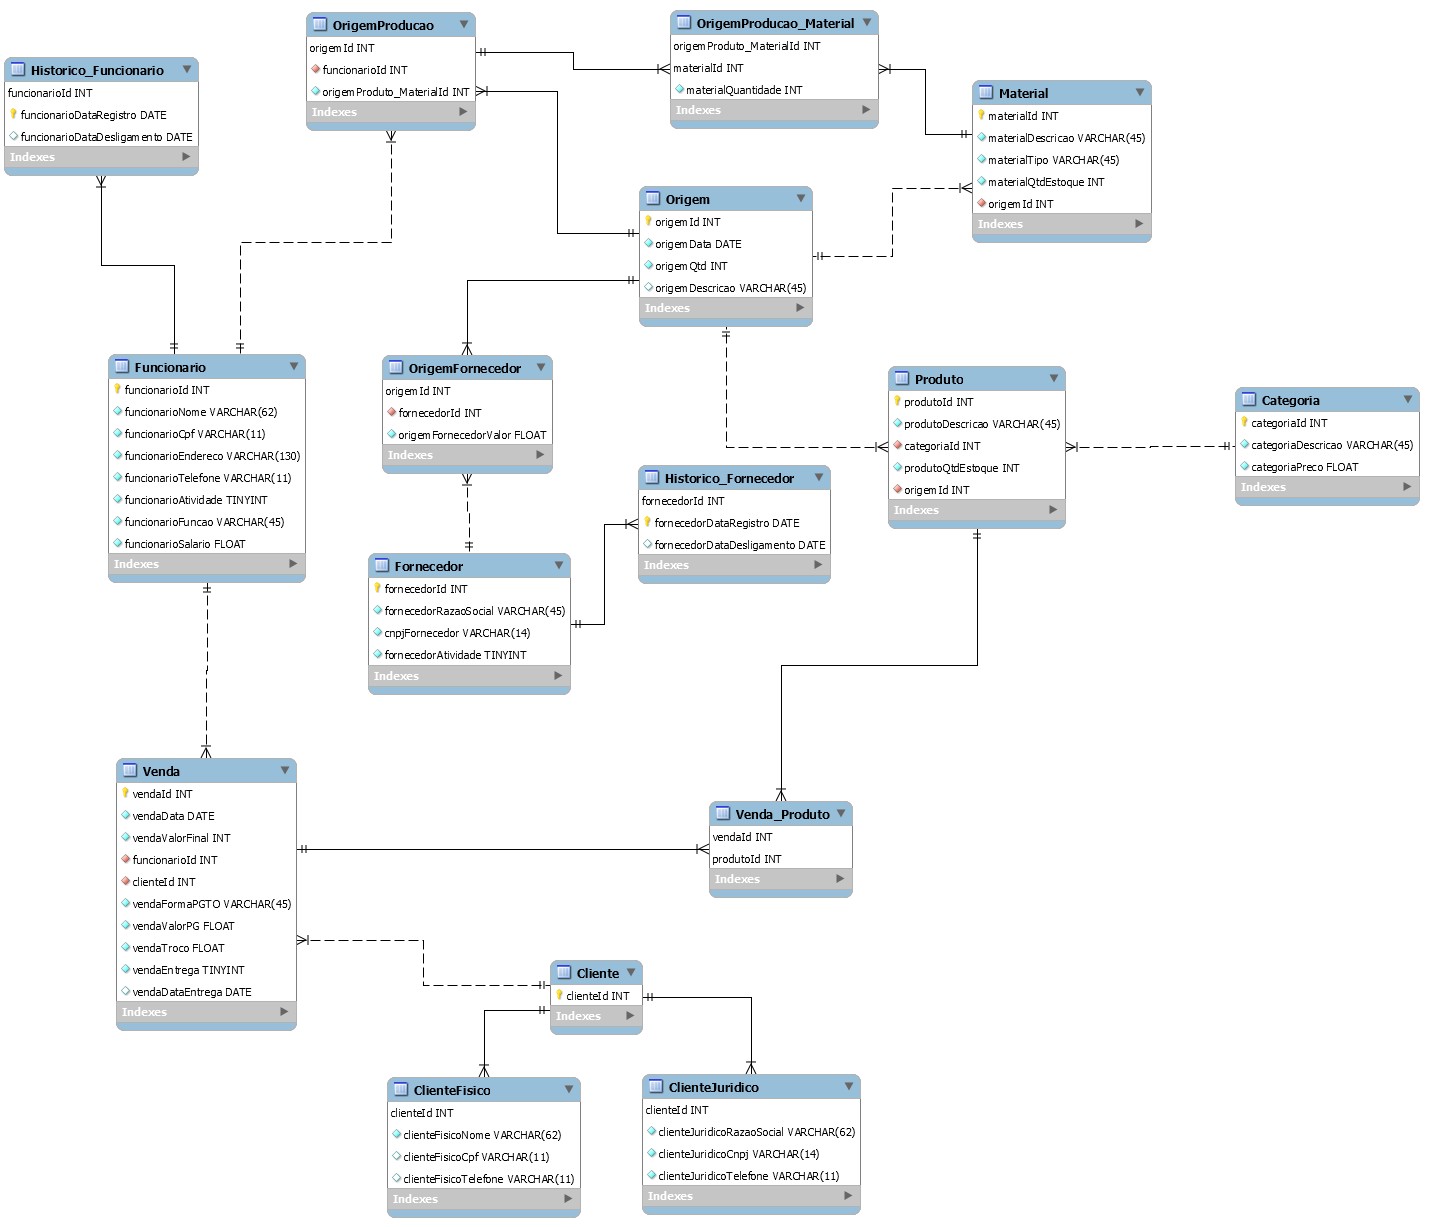 Historico_Funcionario
funcionarioId INT
funcionarioDataRegistro DATE
funcionarioDataDesligamento DATE
Indexes
OrigemProducao
origemId INT
funcionarioId INT
origemProduto_MaterialId INT
Indexes
OrigemProducao_Material
origemProduto_MaterialId INT
materialId INT
materialQuantidade INT
Indexes
Material
materialId INT
materialDescricao VARCHAR(45)
materialTipo VARCHAR(45)
materialQtdEstoque INT
origemId INT
Indexes
Origem
origemId INT
origemData DATE
origemQtd INT
origemDescricao VARCHAR(45)
Indexes
Funcionario
funcionarioId INT
funcionarioNome VARCHAR(62)
funcionarioCpf VARCHAR(11)
funcionarioEndereco VARCHAR(130)
funcionarioTelefone VARCHAR(11)
funcionarioAtividade TINYINT
funcionarioFuncao VARCHAR(45)
funcionarioSalario FLOAT
Indexes
OrigemFornecedor
origemId INT
fornecedorId INT
origemFornecedorValor FLOAT
Indexes
Produto
produtoId INT
produtoDescricao VARCHAR(45)
categoriaId INT
produtoQtdEstoque INT
origemId INT
Indexes
Categoria
categoriaId INT
categoriaDescricao VARCHAR(45)
categoriaPreco FLOAT
Indexes
Historico_Fornecedor
fornecedorId INT
fornecedorDataRegistro DATE
fornecedorDataDesligamento DATE
Indexes
Fornecedor
fornecedorId INT
fornecedorRazaoSocial VARCHAR(45)
cnpjFornecedor VARCHAR(14)
fornecedorAtividade TINYINT
Indexes
Venda
vendaId INT
vendaData DATE
vendaValorFinal INT
funcionarioId INT
clienteId INT
vendaFormaPGTO VARCHAR(45)
vendaValorPG FLOAT
vendaTroco FLOAT
vendaEntrega TINYINT
vendaDataEntrega DATE
Indexes
Venda_Produto
vendaId INT
produtoId INT
Indexes
Cliente
clienteId INT
Indexes
ClienteFisico
clienteId INT
clienteFisicoNome VARCHAR(62)
clienteFisicoCpf VARCHAR(11)
clienteFisicoTelefone VARCHAR(11)
Indexes
ClienteJuridico
clienteId INT
clienteJuridicoRazaoSocial VARCHAR(62)
clienteJuridicoCnpj VARCHAR(14)
clienteJuridicoTelefone VARCHAR(11)
Indexes